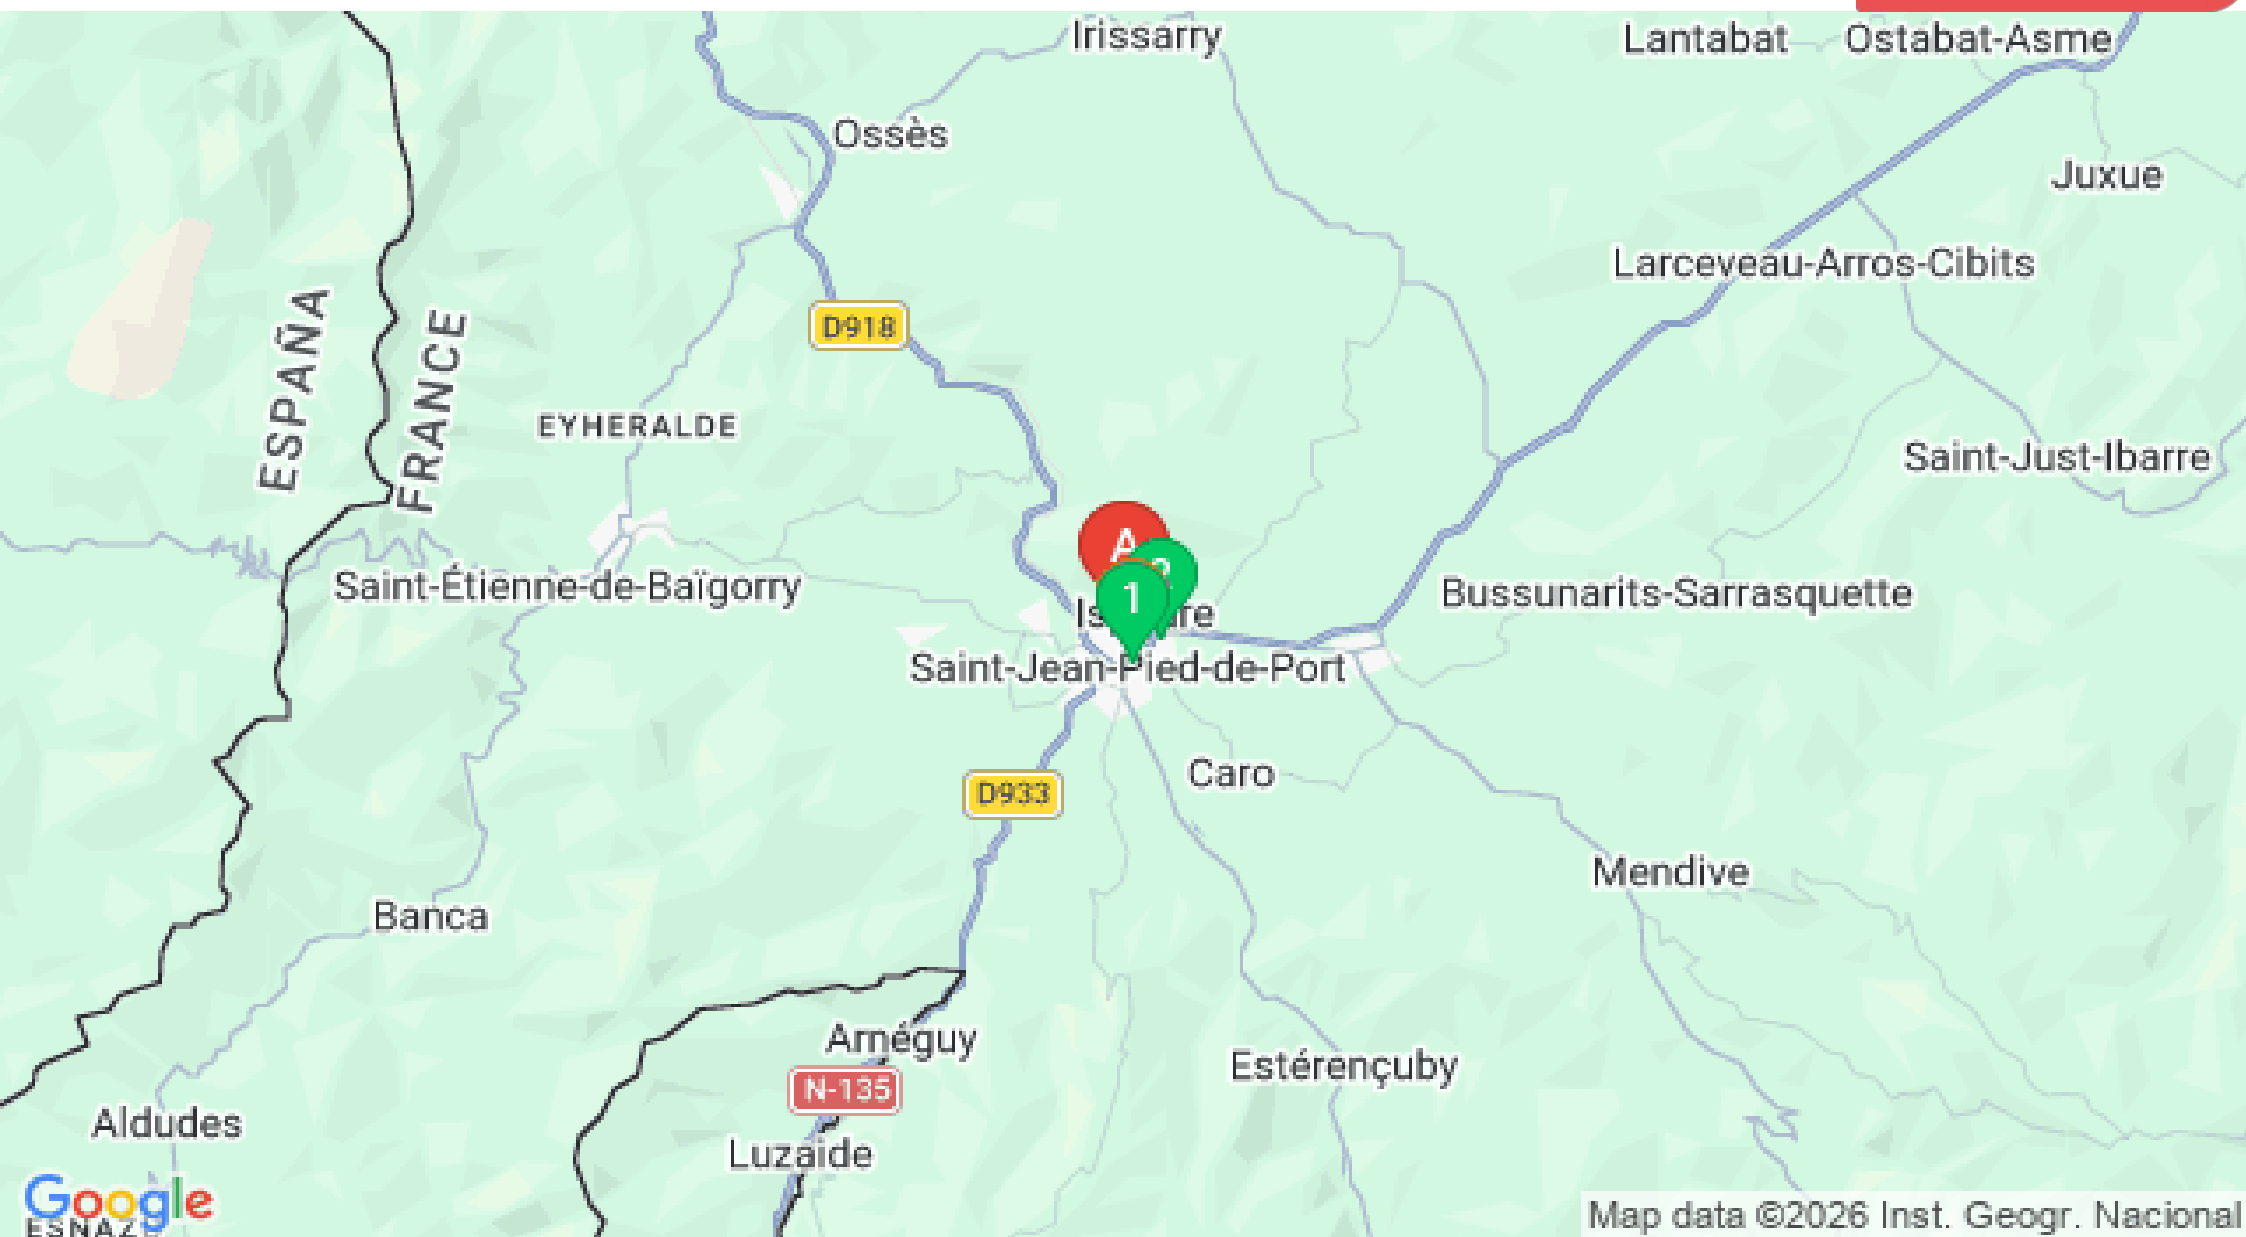 Irissarry
Lantabat
Ostabat-Asme
Ossès
Juxue
Larceveau-Arros-Cibits
ESPAÑA
FRANCE
D918
EYHERALDE
Saint-Just-Ibarre
A
1
Saint-Étienne-de-Baïgorry
Bussunarits-Sarrasquette
Saint-Jean-Pied-de-Port
Caro
D933
Mendive
Banca
Arnéguy
Estérençuby
N-135
Aldudes
Luzaide
Google
Map data ©2026 Inst. Geogr. Nacional